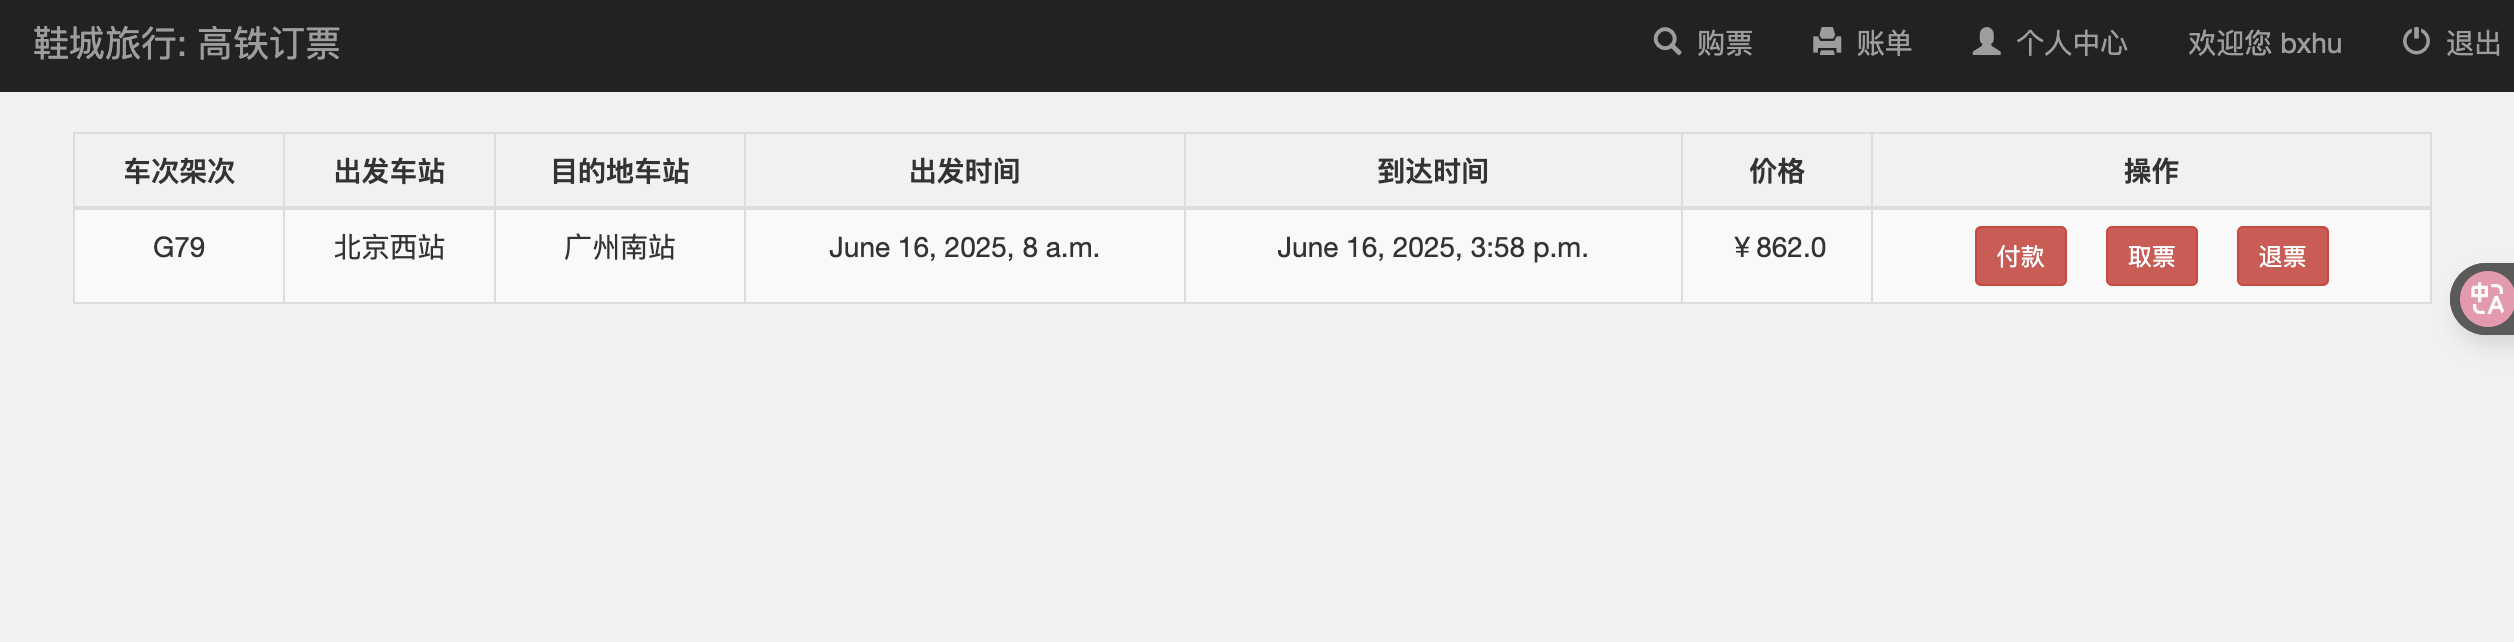 鞋城旅行: 高铁订票 购票 账单 个人中心 欢迎您 bxhu 退出
车次架次 出发车站 目的地车站 出发时间 到达时间 价格 操作
G79 北京西站 广州南站 June 16, 2025, 8 a.m. June 16, 2025, 3:58 p.m. ¥862.0 付款 取票 退票
中A